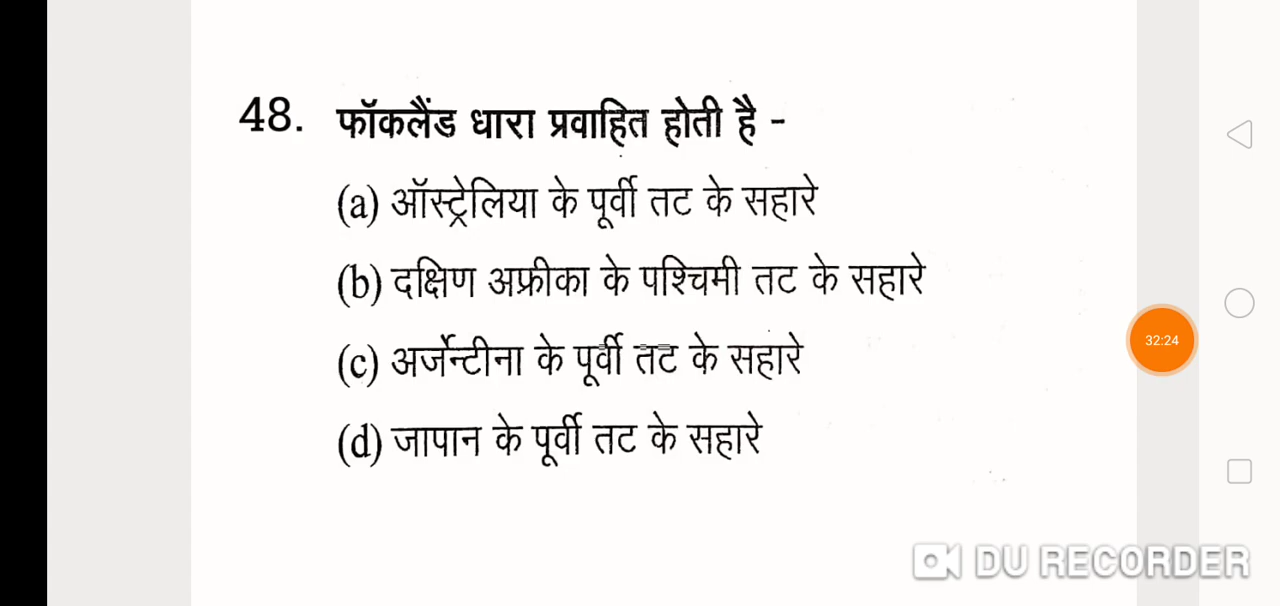 48. फॉकलैंड धारा प्रवाहित होती है -
(a) ऑस्ट्रेलिया के पूर्वी तट के सहारे
(b) दक्षिण अफ्रीका के पश्चिमी तट के सहारे
(c) अर्जेन्टीना के पूर्वी तट के सहारे
32:24
(d) जापान के पूर्वी तट के सहारे
DU RECORDER